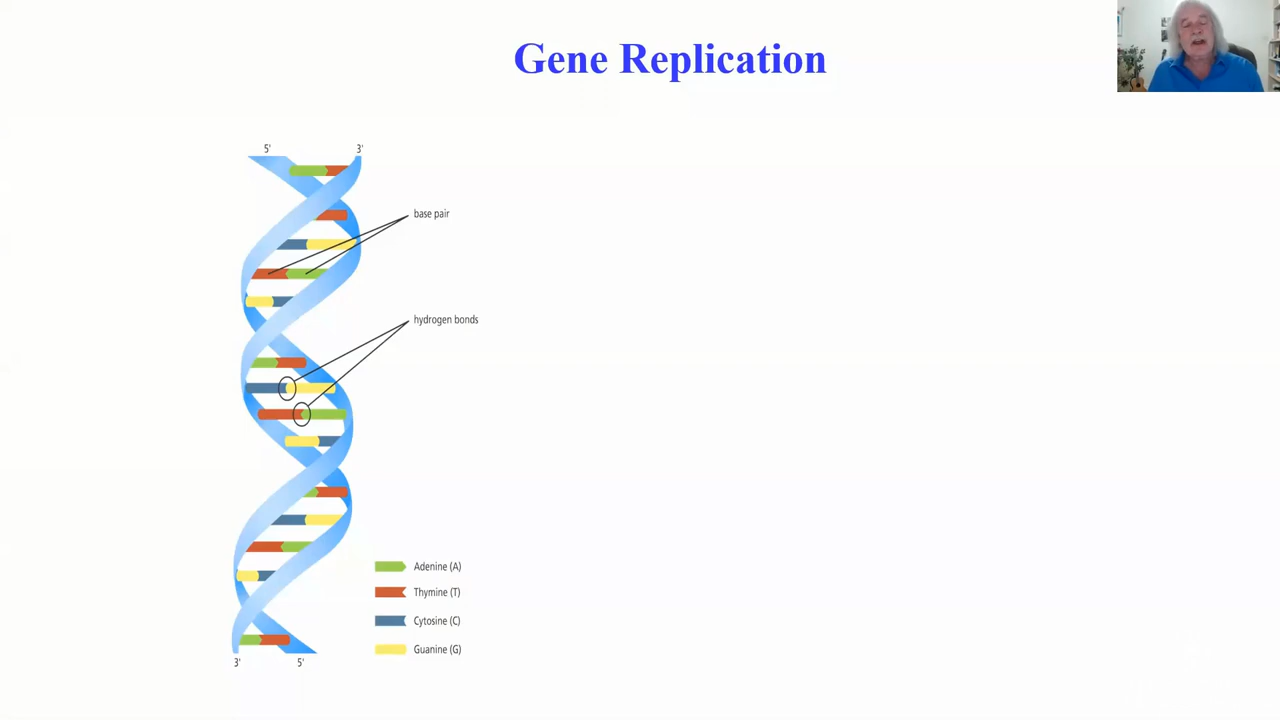 Gene Replication
5' 3'
base pair
hydrogen bonds
Adenine (A)
Thymine (T)
Cytosine (C)
Guanine (G)
3' 5'